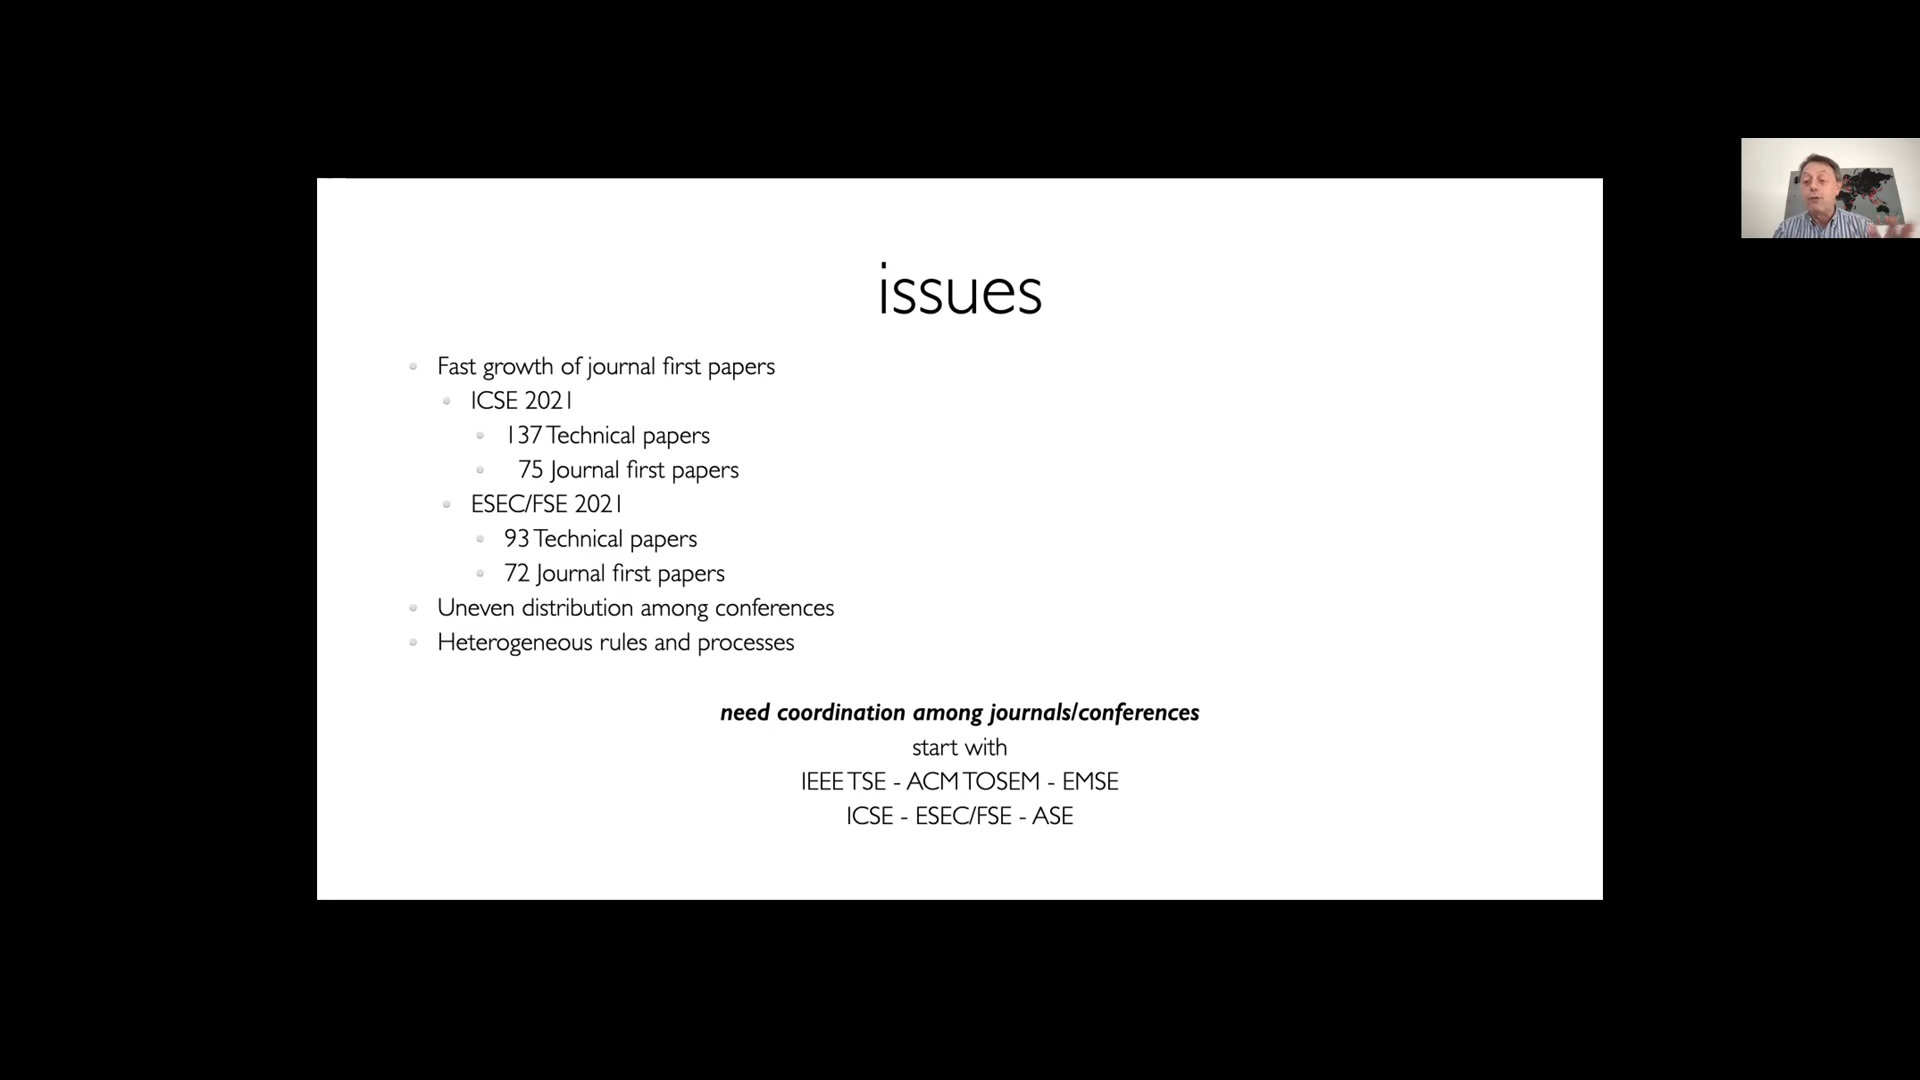 issues
Fast growth of journal first papers
ICSE 2021
137 Technical papers
75 Journal first papers
ESEC/FSE 2021
93 Technical papers
72 Journal first papers
Uneven distribution among conferences
Heterogeneous rules and processes
need coordination among journals/conferences
start with
IEEE TSE - ACM TOSEM - EMSE
ICSE - ESEC/FSE - ASE